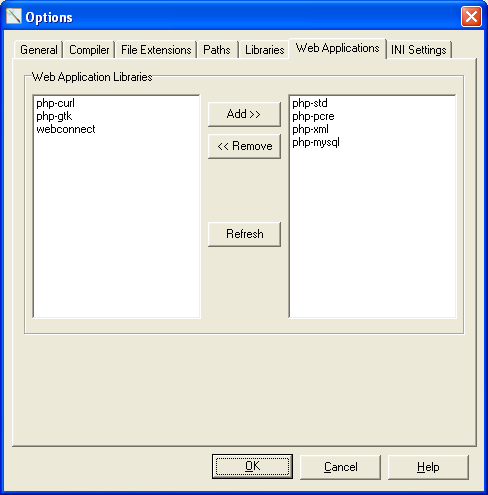 Options
General Compiler File Extensions Paths Libraries Web Applications INI Settings
Web Application Libraries
php-curl
php-gtk
webconnect
Add >>
<< Remove
Refresh
php-std
php-pcre
php-xml
php-mysql
OK Cancel Help